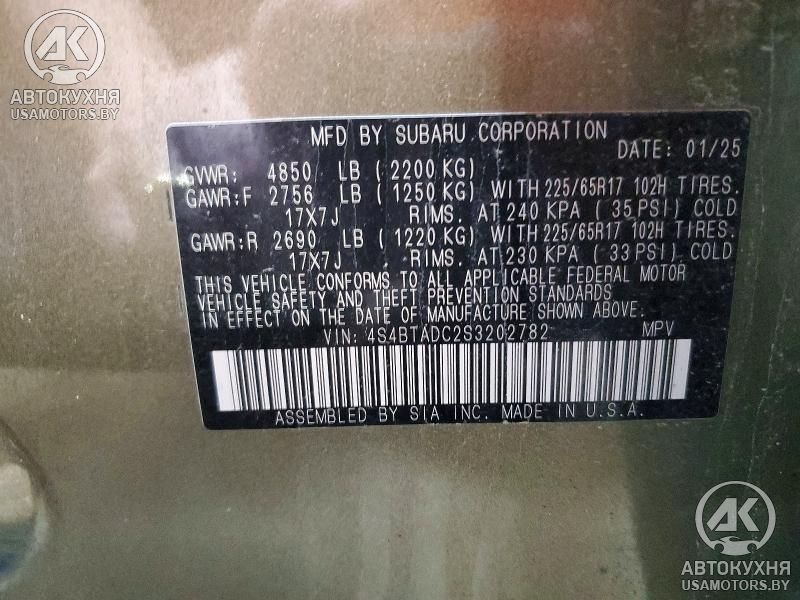 АК
АВТОКУХНЯ
USAMOTORS.BY
MFD BY SUBARU CORPORATION
DATE: 01/25
GVWR: 4850 LB (2200 KG)
GAWR:F 2756 LB (1250 KG) WITH 225/65R17 102H TIRES.
17X7J RIMS. AT 240 KPA (35 PSI) COLD
GAWR:R 2690 LB (1220 KG) WITH 225/65R17 102H TIRES.
17X7J RIMS. AT 230 KPA (33 PSI) COLD
THIS VEHICLE CONFORMS TO ALL APPLICABLE FEDERAL MOTOR
VEHICLE SAFETY AND THEFT PREVENTION STANDARDS
IN EFFECT ON THE DATE OF MANUFACTURE SHOWN ABOVE.
VIN: 4S4BTADC2S3202782 MPV
ASSEMBLED BY SIA INC. MADE IN U.S.A.
АК
АВТОКУХНЯ
USAMOTORS.BY